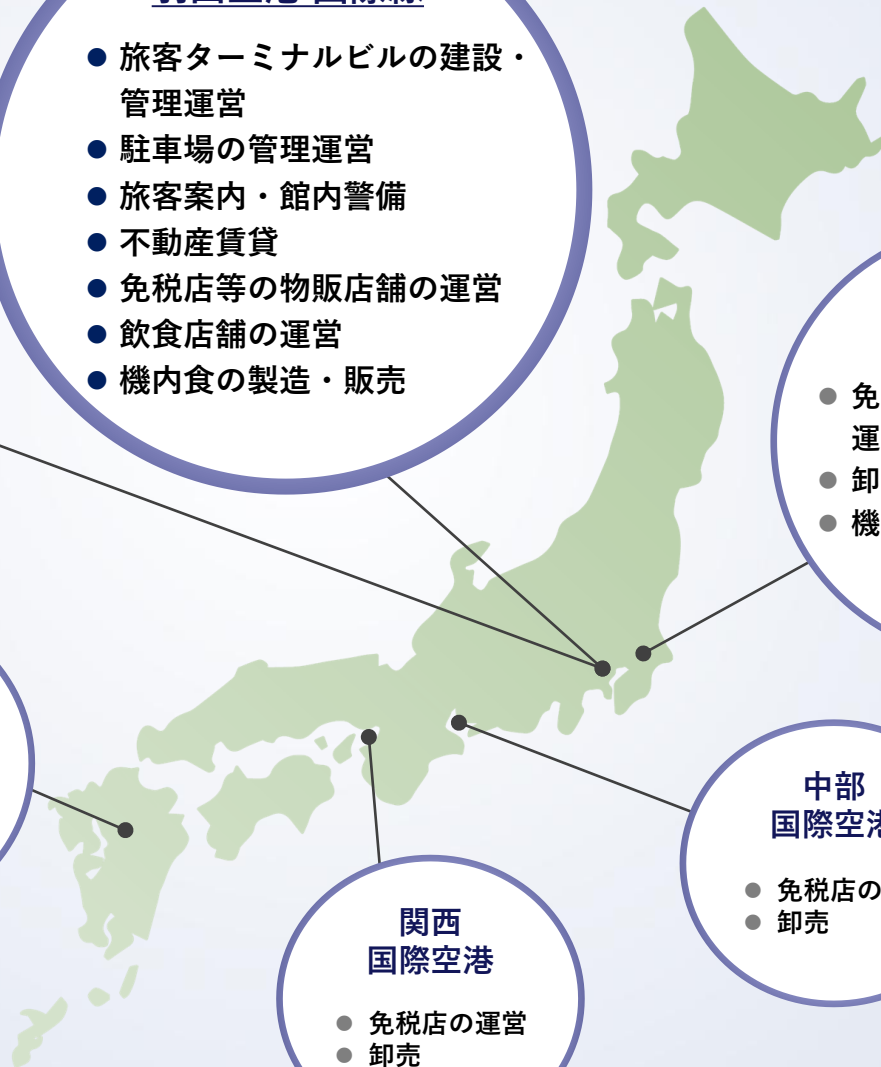 旅客ターミナルビルの建設・
管理運営
駐車場の管理運営
旅客案内・館内警備
不動産賃貸
免税店等の物販店舗の運営
飲食店舗の運営
機内食の製造・販売
免
運
卸
機
中部
国際空港
免税店の
卸売
関西
国際空港
免税店の運営
卸売